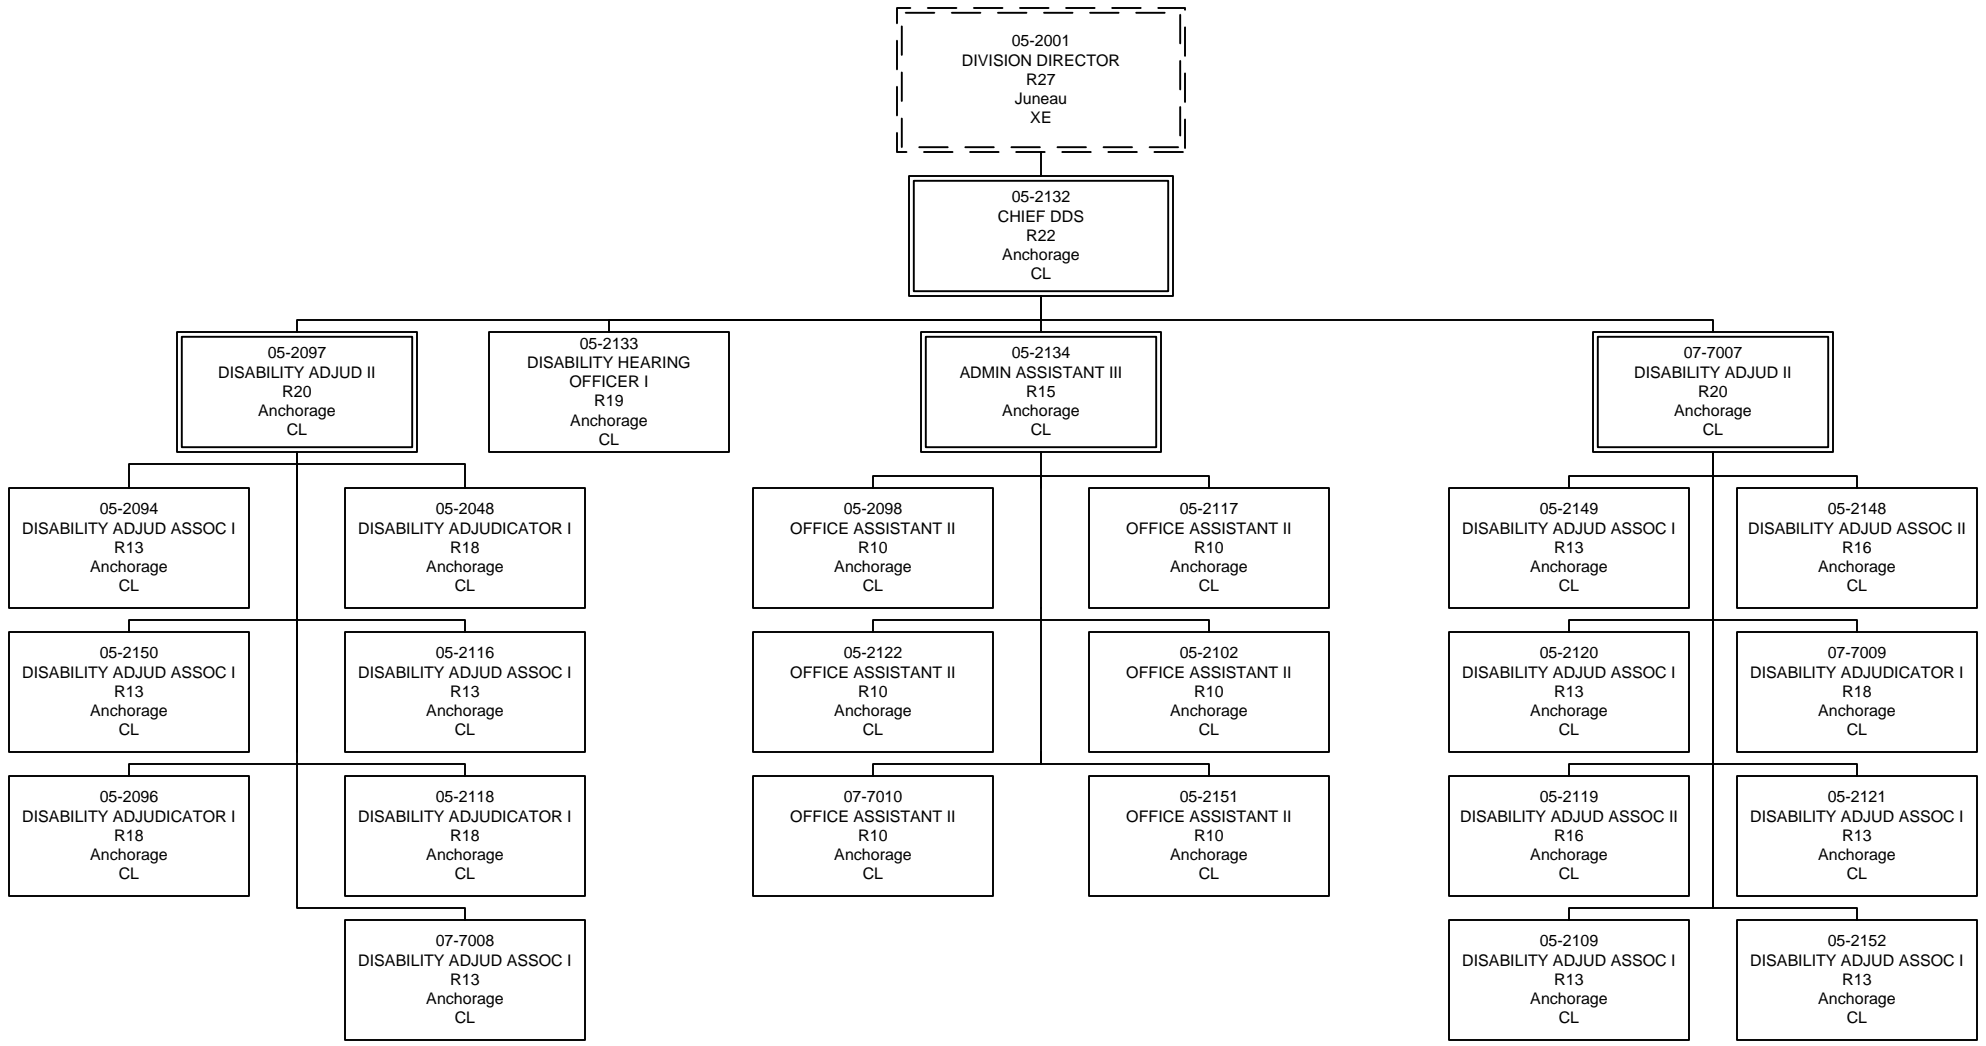 05-2001
DIVISION DIRECTOR
R27
Juneau
XE
05-2132
CHIEF DDS
R22
Anchorage
CL
05-2097
DISABILITY ADJUD II
R20
Anchorage
CL
05-2133
DISABILITY HEARING
OFFICER I
R19
Anchorage
CL
05-2134
ADMIN ASSISTANT III
R15
Anchorage
CL
07-7007
DISABILITY ADJUD II
R20
Anchorage
CL
05-2094
DISABILITY ADJUD ASSOC I
R13
Anchorage
CL
05-2048
DISABILITY ADJUDICATOR I
R18
Anchorage
CL
05-2098
OFFICE ASSISTANT II
R10
Anchorage
CL
05-2117
OFFICE ASSISTANT II
R10
Anchorage
CL
05-2149
DISABILITY ADJUD ASSOC I
R13
Anchorage
CL
05-2148
DISABILITY ADJUD ASSOC II
R16
Anchorage
CL
05-2150
DISABILITY ADJUD ASSOC I
R13
Anchorage
CL
05-2116
DISABILITY ADJUD ASSOC I
R13
Anchorage
CL
05-2122
OFFICE ASSISTANT II
R10
Anchorage
CL
05-2102
OFFICE ASSISTANT II
R10
Anchorage
CL
05-2120
DISABILITY ADJUD ASSOC I
R13
Anchorage
CL
07-7009
DISABILITY ADJUDICATOR I
R18
Anchorage
CL
05-2096
DISABILITY ADJUDICATOR I
R18
Anchorage
CL
05-2118
DISABILITY ADJUDICATOR I
R18
Anchorage
CL
07-7010
OFFICE ASSISTANT II
R10
Anchorage
CL
05-2151
OFFICE ASSISTANT II
R10
Anchorage
CL
05-2119
DISABILITY ADJUD ASSOC II
R16
Anchorage
CL
05-2121
DISABILITY ADJUD ASSOC I
R13
Anchorage
CL
07-7008
DISABILITY ADJUD ASSOC I
R13
Anchorage
CL
05-2109
DISABILITY ADJUD ASSOC I
R13
Anchorage
CL
05-2152
DISABILITY ADJUD ASSOC I
R13
Anchorage
CL